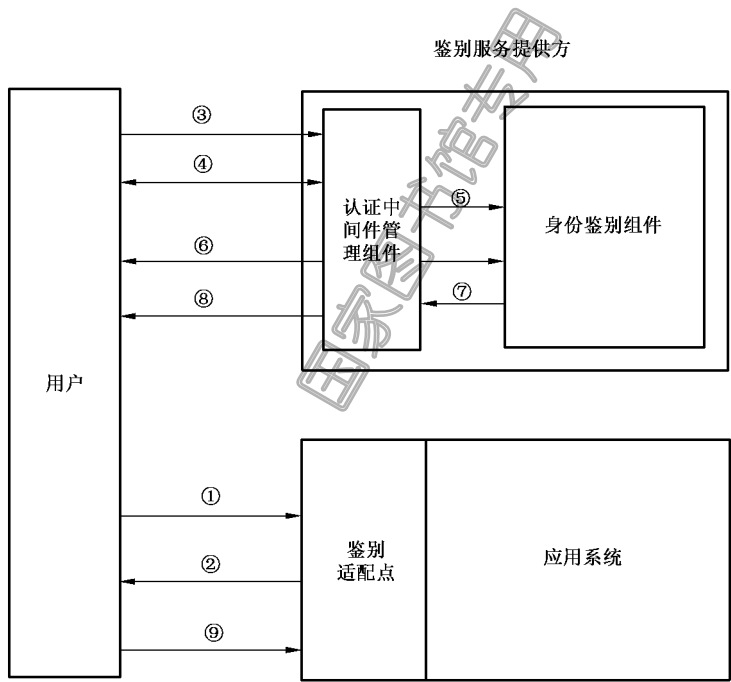 鉴别服务提供方
③
④
认证中
间件管
理组件
⑤
身份鉴别组件
⑥
⑦
⑧
用户
①
鉴别
适配点
应用系统
②
⑨
国家图书馆专用